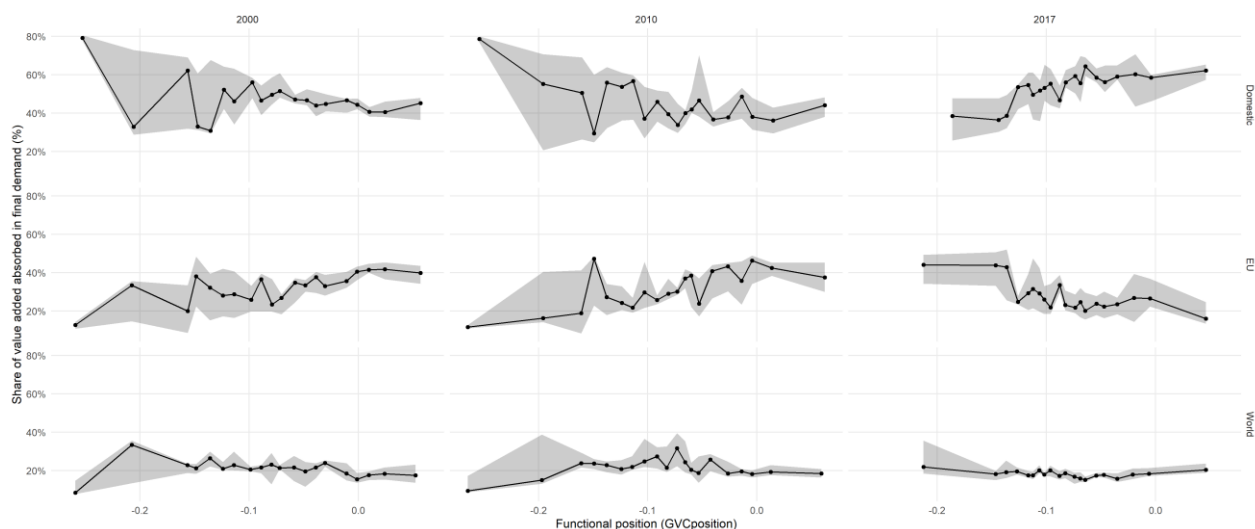 2000 2010 2017
80%
60%
40%
20%
Domestic
80%
60%
40%
20%
EU
80%
60%
40%
20%
World
Share of value added absorbed in final demand (%)
-0.2 -0.1 0.0 -0.2 -0.1 0.0 -0.2 -0.1 0.0
Functional position (GVCposition)